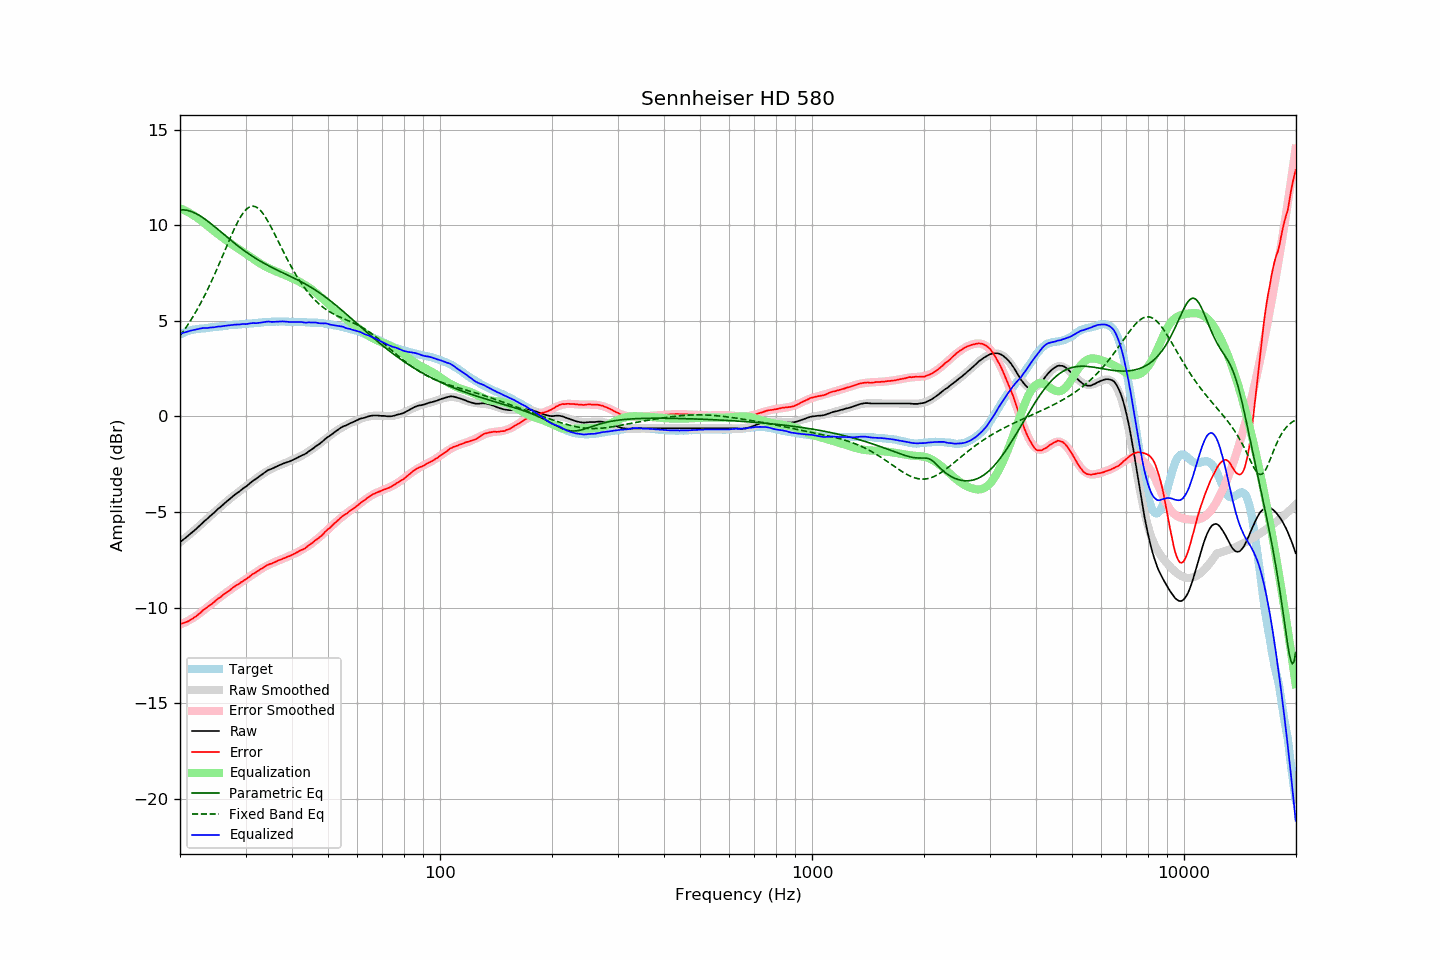 Sennheiser HD 580
15
10
5
0
−5
−10
−15
−20
Amplitude (dBr)
Target
Raw Smoothed
Error Smoothed
Raw
Error
Equalization
Parametric Eq
Fixed Band Eq
Equalized
100
1000
10000
Frequency (Hz)